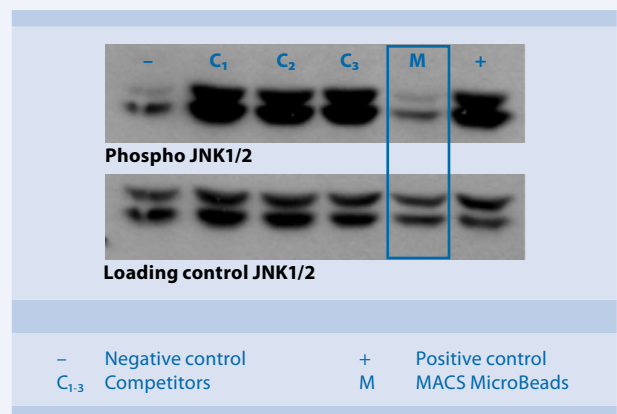 – C₁ C₂ C₃ M +
Phospho JNK1/2
Loading control JNK1/2
– Negative control + Positive control
C₁₋₃ Competitors M MACS MicroBeads